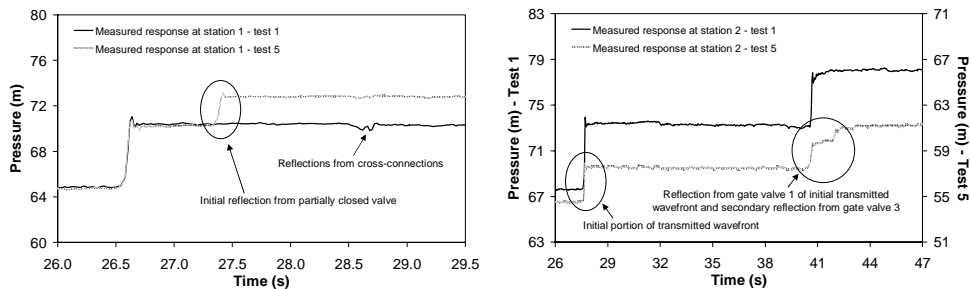 80
76
72
68
64
60
Pressure (m)
Measured response at station 1 - test 1
Measured response at station 1 - test 5
Reflections from cross-connections
Initial reflection from partially closed valve
26.0 26.5 27.0 27.5 28.0 28.5 29.0 29.5
Time (s)
83
79
75
71
67
63
Pressure (m) - Test 1
Measured response at station 2 - test 1
Measured response at station 2 - test 5
Reflection from gate valve 1 of initial transmitted
wavefront and secondary reflection from gate valve 3
Initial portion of transmitted wavefront
71
66
61
56
51
Pressure (m) - Test 5
26 29 32 35 38 41 44 47
Time (s)